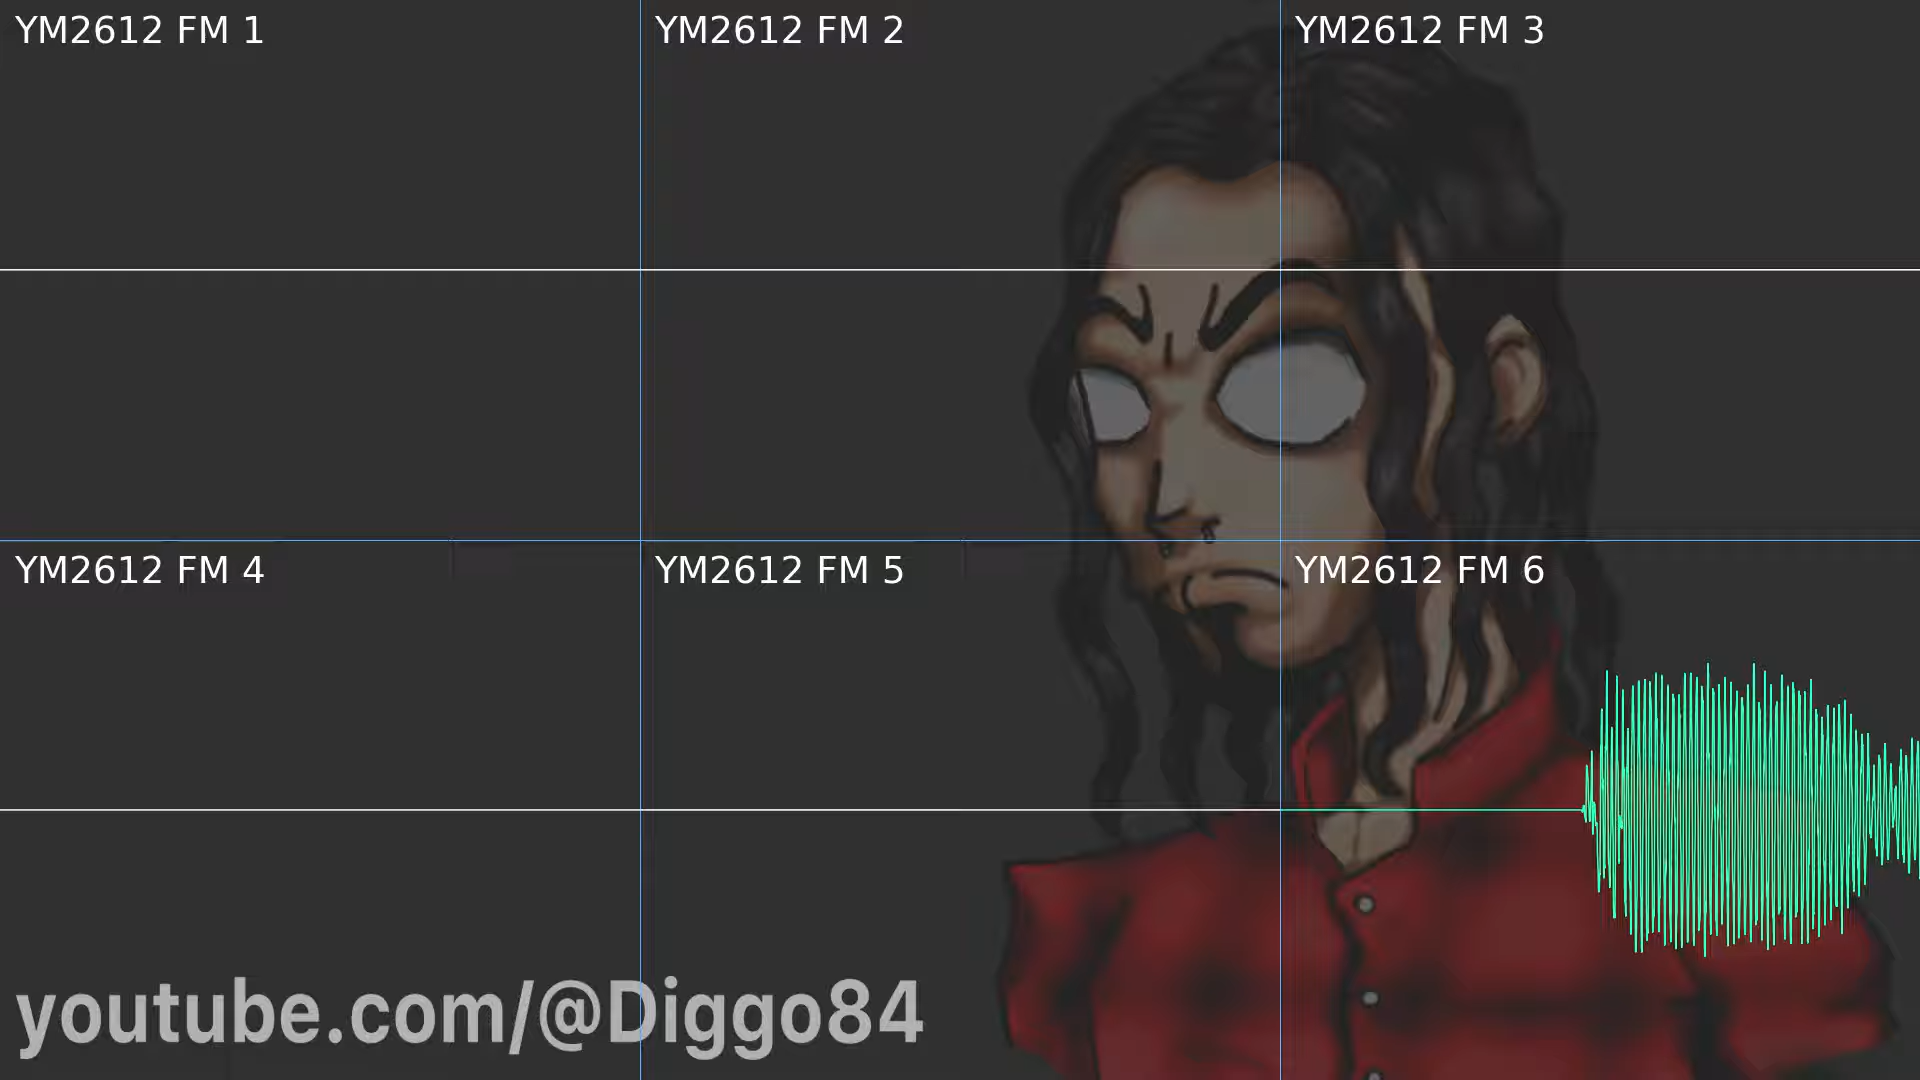 YM2612 FM 1
YM2612 FM 2
YM2612 FM 3
YM2612 FM 4
YM2612 FM 5
YM2612 FM 6
youtube.com/@Diggo84